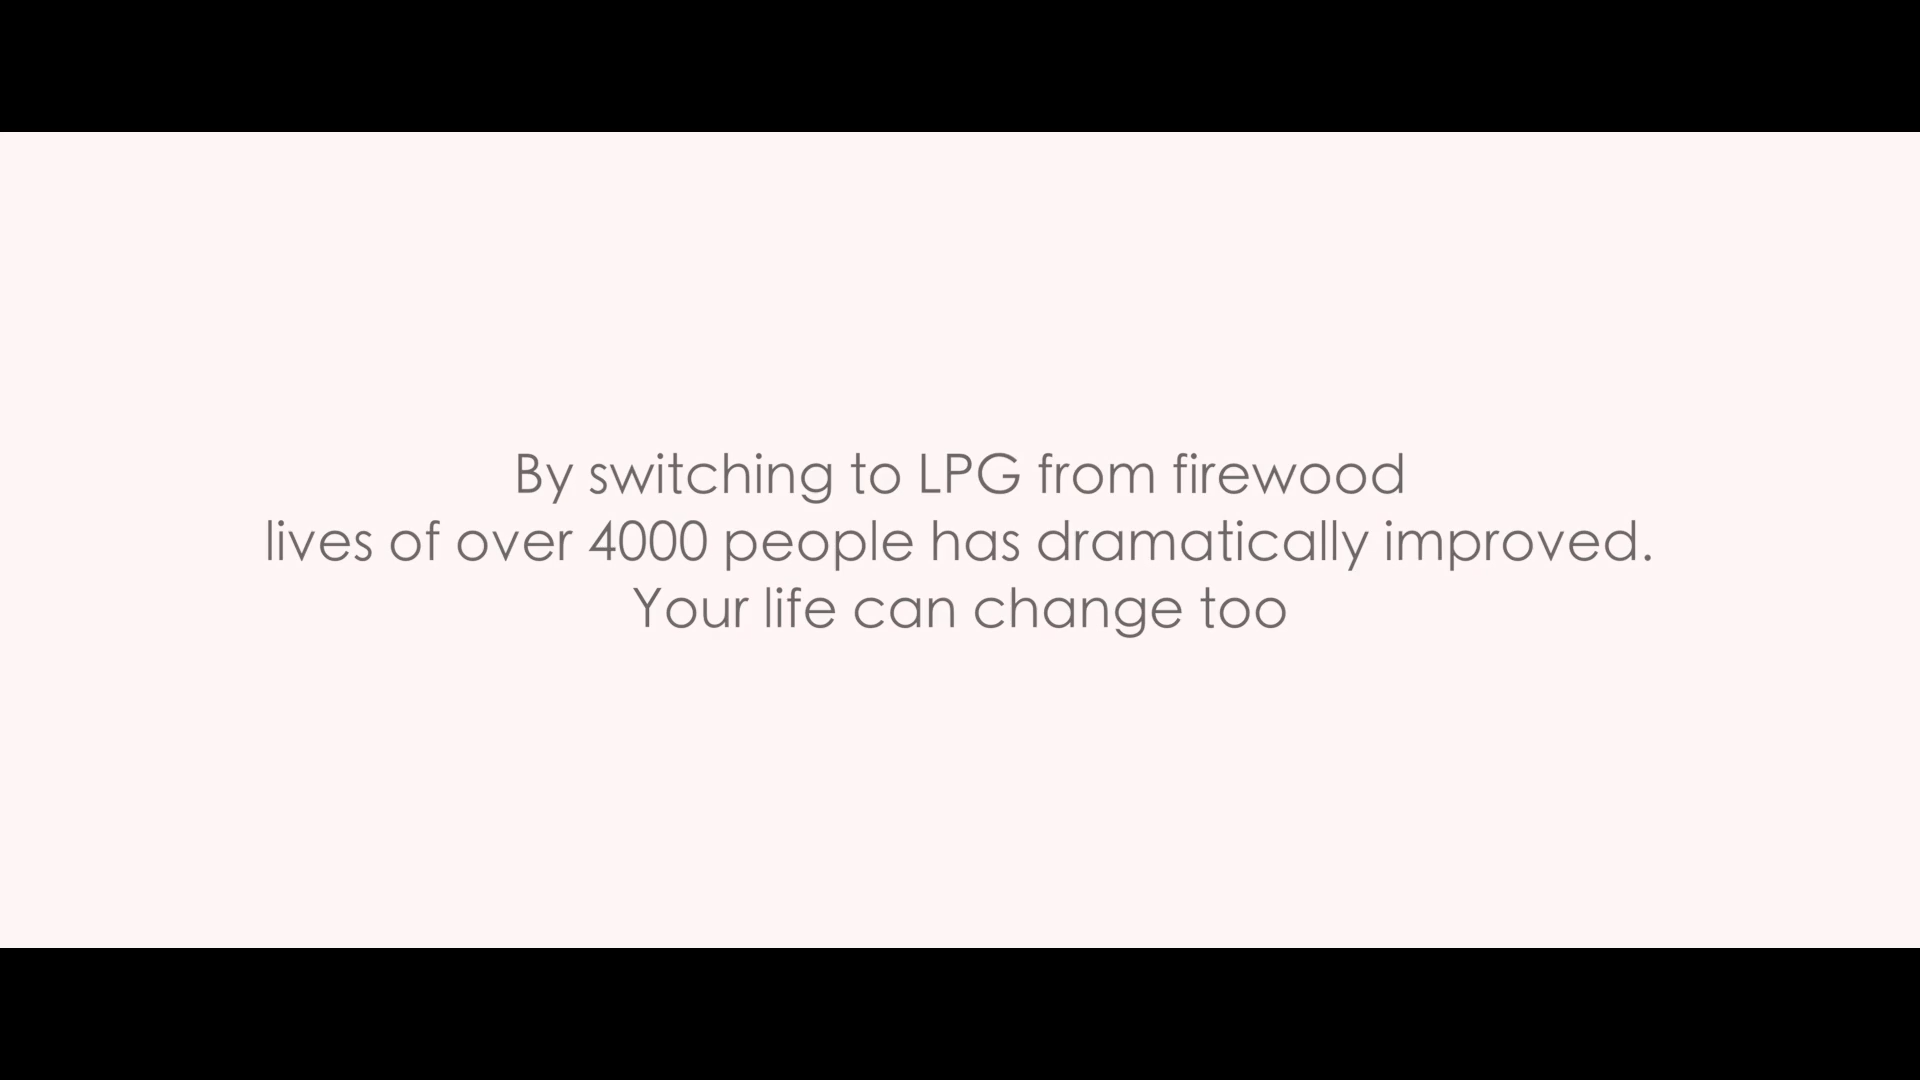 By switching to LPG from firewood
lives of over 4000 people has dramatically improved.
Your life can change too